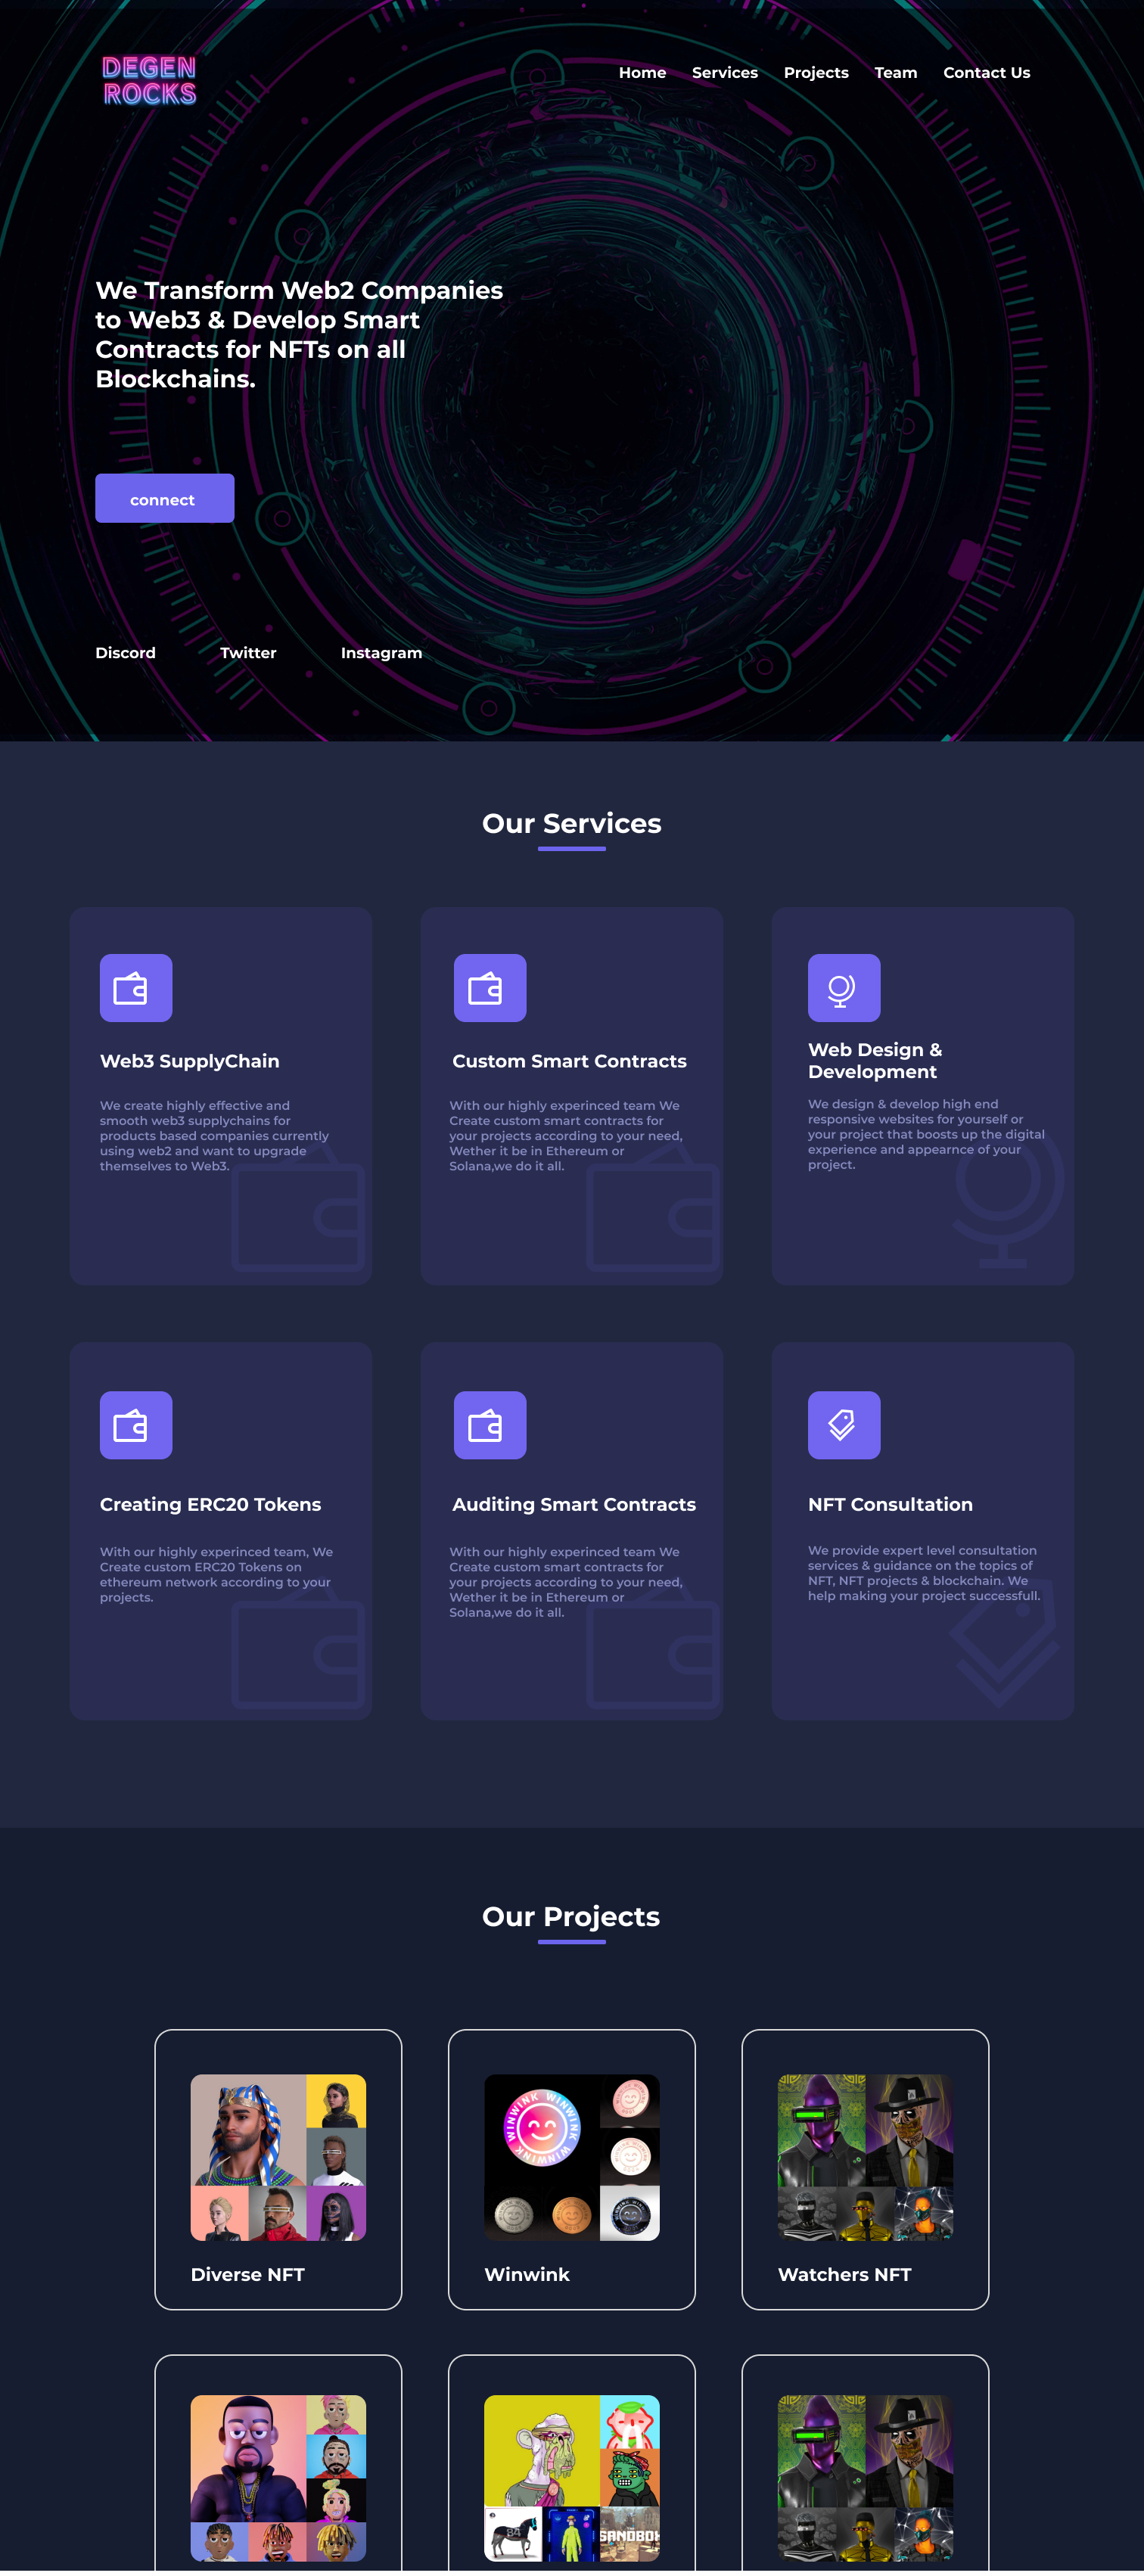 DEGEN
ROCKS
Home Services Projects Team Contact Us
We Transform Web2 Companies
to Web3 & Develop Smart
Contracts for NFTs on all
Blockchains.
connect
Discord Twitter Instagram
Our Services
Web3 SupplyChain
We create highly effective and
smooth web3 supplychains for
products based companies currently
using web2 and want to upgrade
themselves to Web3.
Custom Smart Contracts
With our highly experinced team We
Create custom smart contracts for
your projects according to your need,
Wether it be in Ethereum or
Solana,we do it all.
Web Design &
Development
We design & develop high end
responsive websites for yourself or
your project that boosts up the digital
experience and appearnce of your
project.
Creating ERC20 Tokens
With our highly experinced team, We
Create custom ERC20 Tokens on
ethereum network according to your
projects.
Auditing Smart Contracts
With our highly experinced team We
Create custom smart contracts for
your projects according to your need,
Wether it be in Ethereum or
Solana,we do it all.
NFT Consultation
We provide expert level consultation
services & guidance on the topics of
NFT, NFT projects & blockchain. We
help making your project successfull.
Our Projects
WINWINK WINWINK WINWINK
Diverse NFT
Winwink
Watchers NFT
SANDBOX